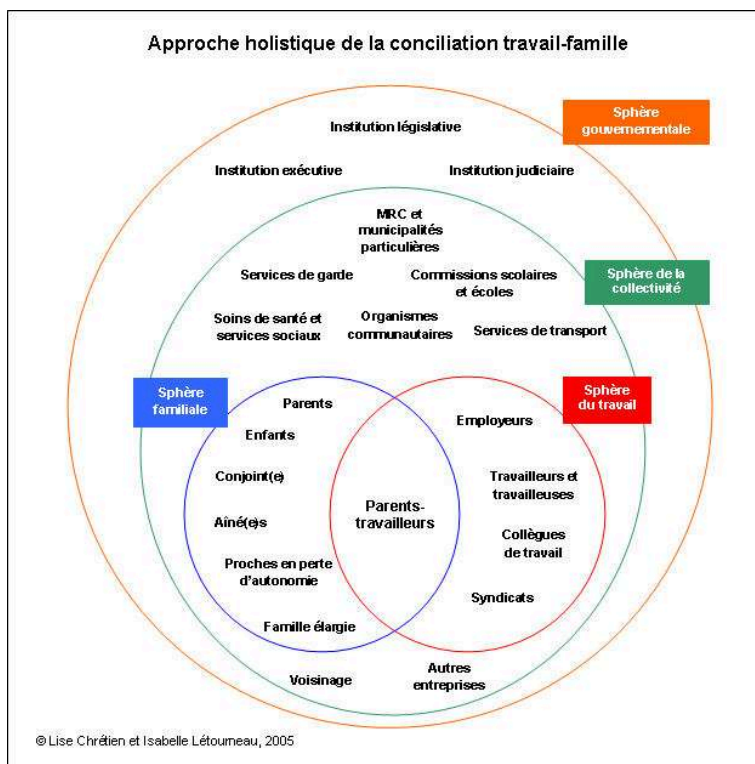 Approche holistique de la conciliation travail-famille
Sphère
gouvernementale
Institution législative
Institution exécutive
Institution judiciaire
MRC et
municipalités
particulières
Sphère de la
collectivité
Services de garde
Commissions scolaires
et écoles
Soins de santé et
services sociaux
Organismes
communautaires
Services de transport
Sphère
familiale
Sphère
du travail
Parents
Enfants
Conjoint(e)
Aîné(e)s
Proches en perte
d'autonomie
Famille élargie
Parents-
travailleurs
Employeurs
Travailleurs et
travailleuses
Collègues
de travail
Syndicats
Voisinage
Autres
entreprises
© Lise Chrétien et Isabelle Létourneau, 2005